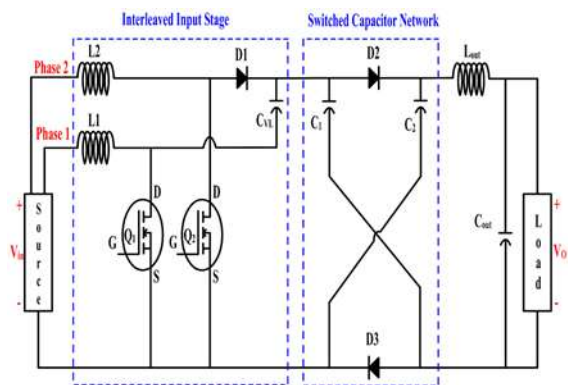 Interleaved Input Stage
Switched Capacitor Network
L2
D1
D2
Lout
Phase 2
L1
CVL
C1
C2
Phase 1
D
D
+
Source
Vin
-
G
Q1
G
Q2
S
S
Cout
+
Load
VO
-
D3